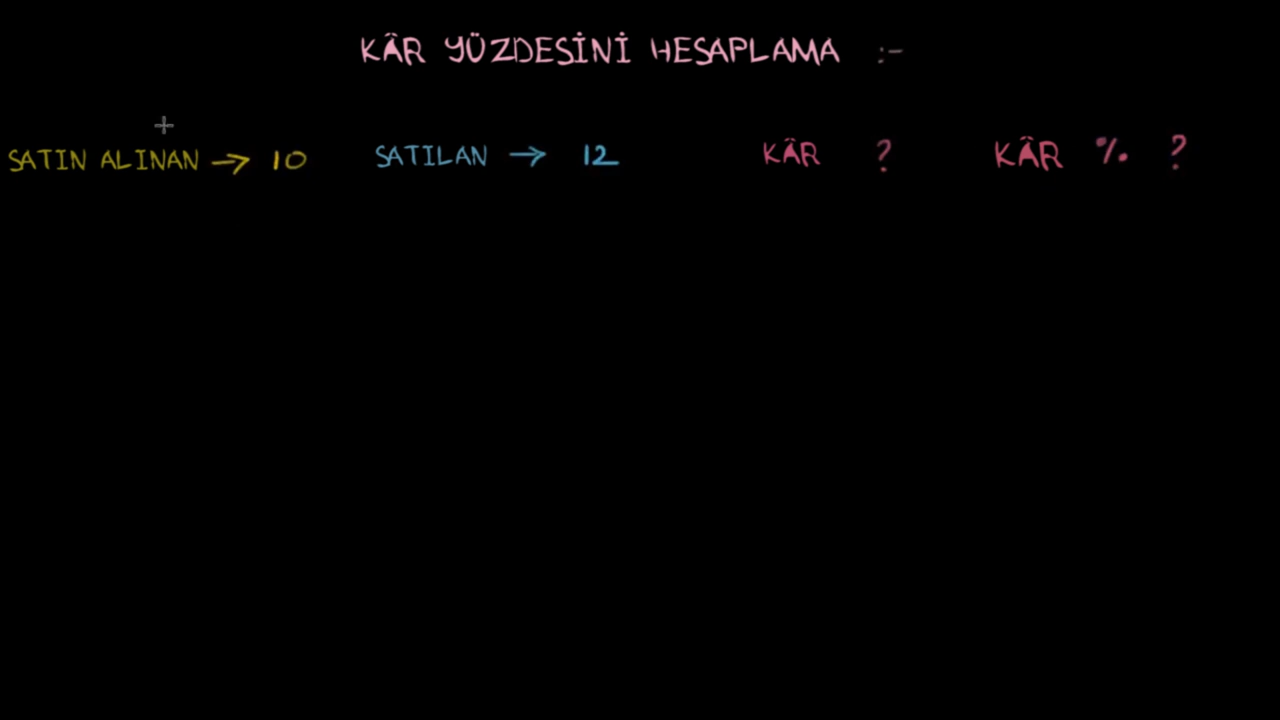 KÂR YÜZDESİNİ HESAPLAMA :-
SATIN ALINAN → 10 SATILAN → 12 KÂR ? KÂR % ?